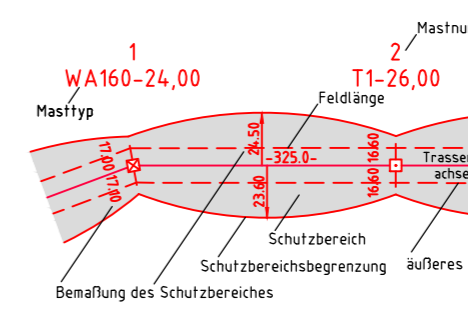 Mastnu
1
2
WA160-24,00
T1-26,00
Masttyp
Feldlänge
24.50
16.60
17.00
-325.0-
Trassen
achse
17.10
23.60
16.60
Schutzbereich
Schutzbereichsbegrenzung
äußeres
Bemaßung des Schutzbereiches